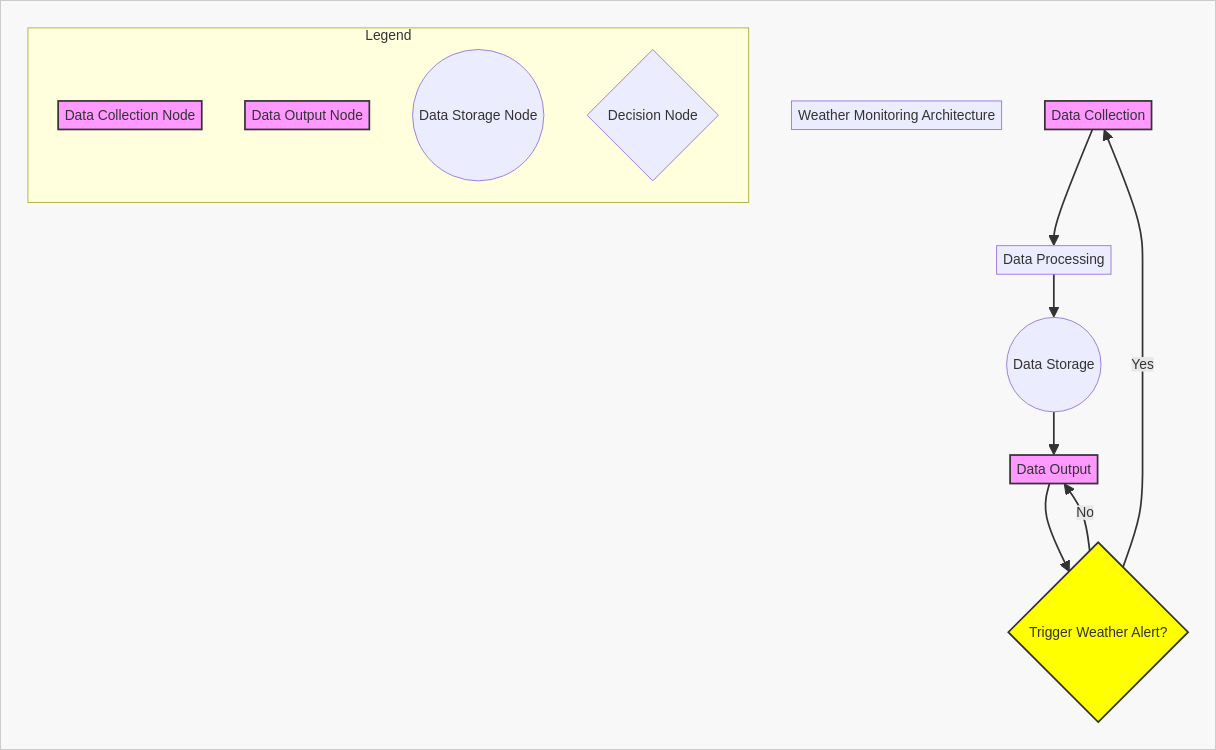 Legend
Data Collection Node
Data Output Node
Data Storage Node
Decision Node
Weather Monitoring Architecture
Data Collection
Data Processing
Data Storage
Yes
Data Output
No
Trigger Weather Alert?